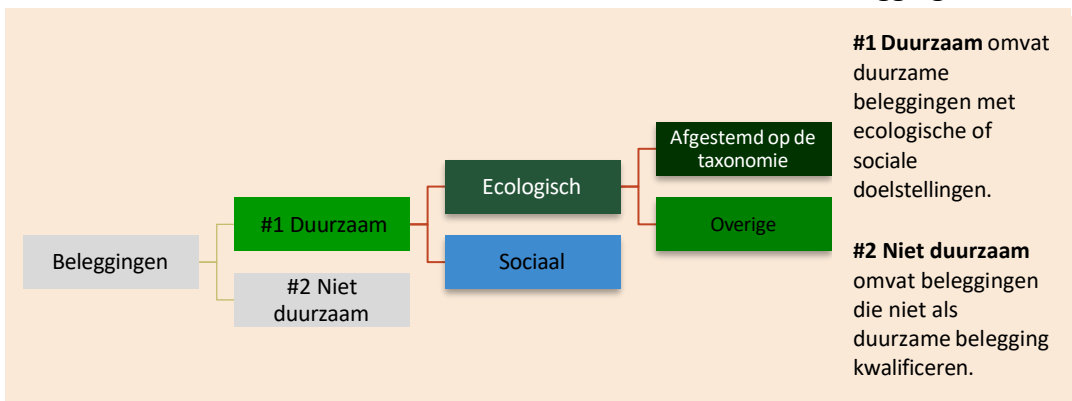 Beleggingen
#1 Duurzaam
#2 Niet
duurzaam
Ecologisch
Sociaal
Afgestemd op de
taxonomie
Overige
#1 Duurzaam omvat
duurzame
beleggingen met
ecologische of
sociale
doelstellingen.
#2 Niet duurzaam
omvat beleggingen
die niet als
duurzame belegging
kwalificeren.